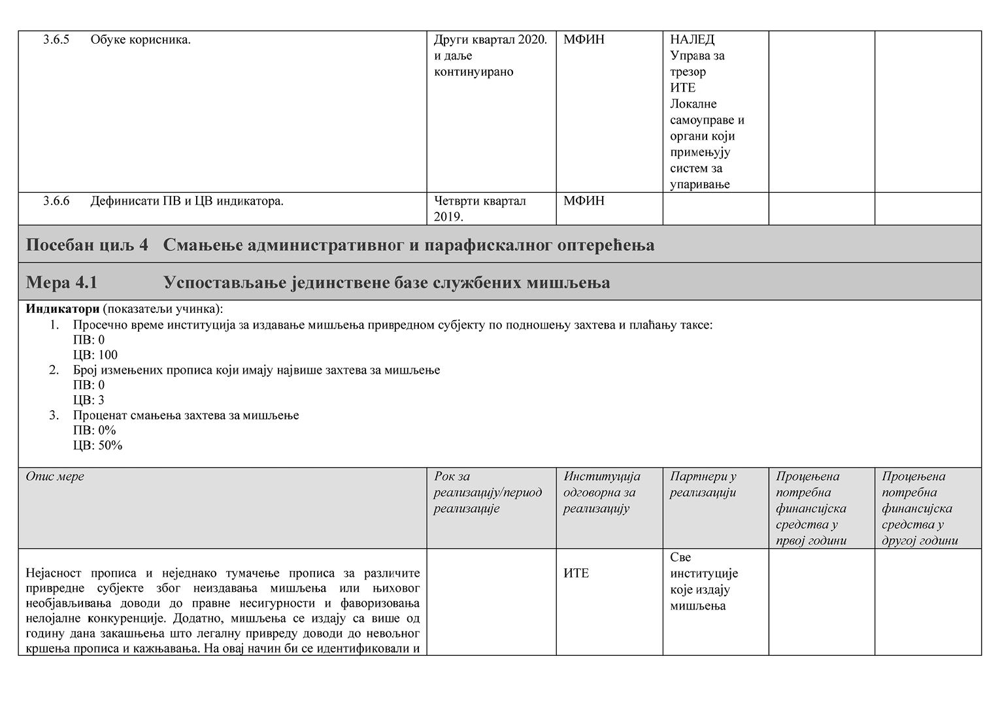 3.6.5 Обуке корисника.
Други квартал 2020.
и даље
континуирано
МФИН
НАЛЕД
Управа за
трезор
ИТЕ
Локалне
самоуправе и
органи који
примењују
систем за
упаривање
3.6.6 Дефинисати ПВ и ЦВ индикатора.
Четврти квартал
2019.
МФИН
Посебан циљ 4 Смањење административног и парафискалног оптерећења
Мера 4.1 Успостављање јединствене базе службених мишљења
Индикатори (показатељи учинка):
1. Просечно време институција за издавање мишљења привредном субјекту по подношењу захтева и плаћању таксе:
ПВ: 0
ЦВ: 100
2. Број измењених прописа који имају највише захтева за мишљење
ПВ: 0
ЦВ: 3
3. Проценат смањења захтева за мишљење
ПВ: 0%
ЦВ: 50%
Опис мере
Рок за
реализацију/период
реализације
Институција
одговорна за
реализацију
Партнери у
реализацији
Процењена
потребна
финансијска
средства у
првој години
Процењена
потребна
финансијска
средства у
другој години
Нејасност прописа и неједнако тумачење прописа за различите
привредне субјекте због неиздавања мишљења или њиховог
необјављивања доводи до правне несигурности и фаворизовања
нелојалне конкуренције. Додатно, мишљења се издају са више од
годину дана закашњења што легалну привреду доводи до невољног
кршења прописа и кажњавања. На овај начин би се идентификовали и
ИТЕ
Све
институције
које издају
мишљења